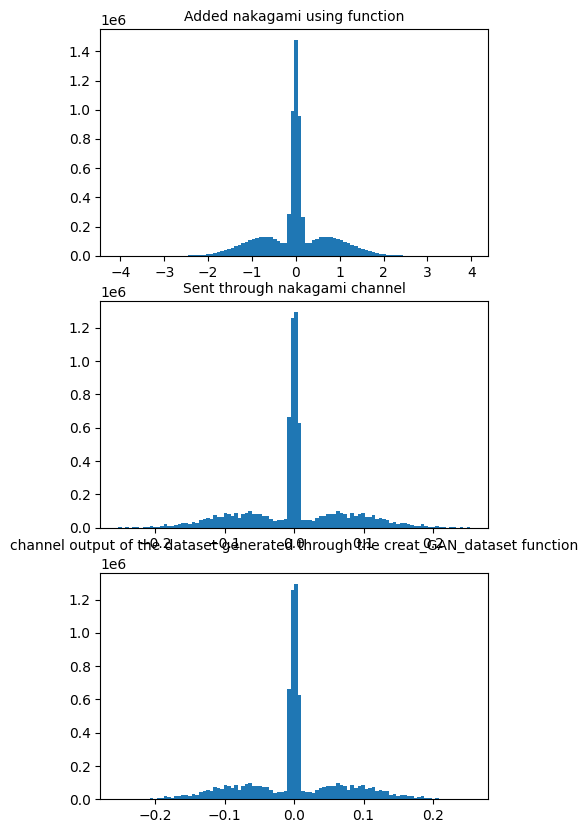 Added nakagami using function
1e6
1.4
1.2
1.0
0.8
0.6
0.4
0.2
0.0
−4 −3 −2 −1 0 1 2 3 4
Sent through nakagami channel
1e6
1.2
1.0
0.8
0.6
0.4
0.2
0.0
−0.2 −0.1 0.0 0.1 0.2
channel output of the dataset generated through the creat_GAN_dataset function
1e6
1.2
1.0
0.8
0.6
0.4
0.2
0.0
−0.2 −0.1 0.0 0.1 0.2